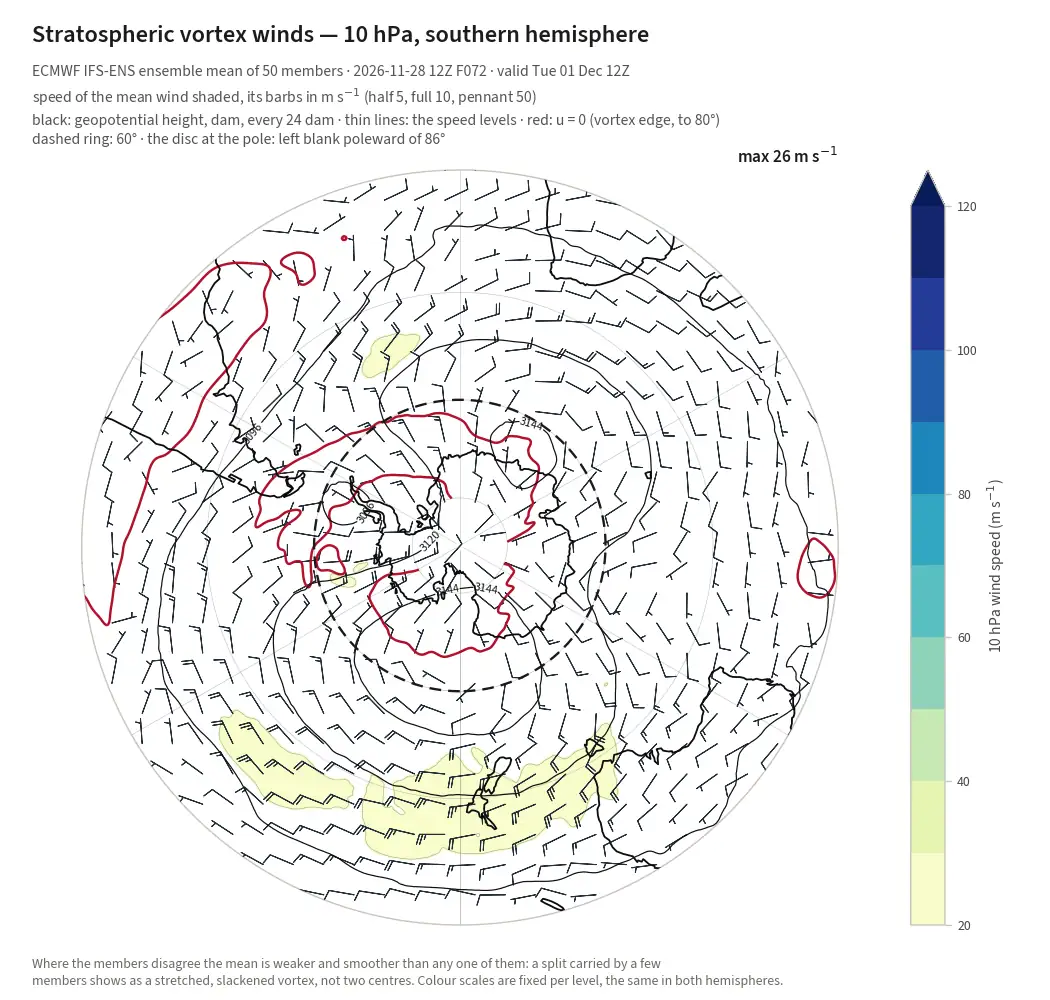 Stratospheric vortex winds — 10 hPa, southern hemisphere
ECMWF IFS-ENS ensemble mean of 50 members · 2026-11-28 12Z F072 · valid Tue 01 Dec 12Z
speed of the mean wind shaded, its barbs in m s⁻¹ (half 5, full 10, pennant 50)
black: geopotential height, dam, every 24 dam · thin lines: the speed levels · red: u = 0 (vortex edge, to 80°)
dashed ring: 60° · the disc at the pole: left blank poleward of 86°
max 26 m s⁻¹
120
100
80
60
40
20
10 hPa wind speed (m s⁻¹)
3144
3096
3120
3144
3144
Where the members disagree the mean is weaker and smoother than any one of them: a split carried by a few
members shows as a stretched, slackened vortex, not two centres. Colour scales are fixed per level, the same in both hemispheres.